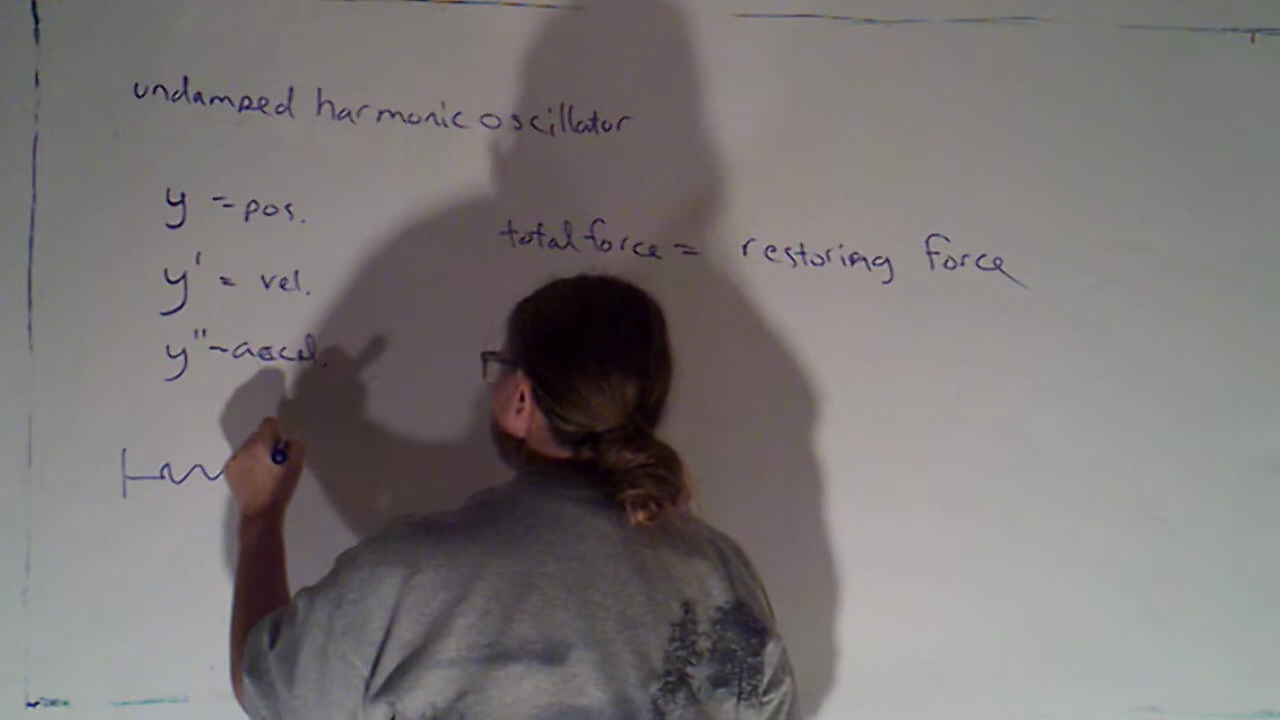 undamped harmonic oscillator
y = pos.
total force = restoring force
y' = vel.
y'' - accel.